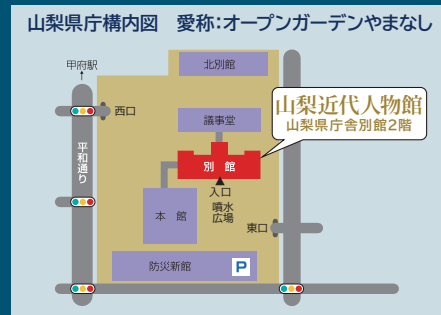 山梨県庁構内図　愛称：オープンガーデンやまなし
甲府駅
北別館
西口
議事堂
山梨近代人物館
山梨県庁舎別館2階
平和通り
別 館
入口
噴水
広場
本 館
東口
防災新館
P